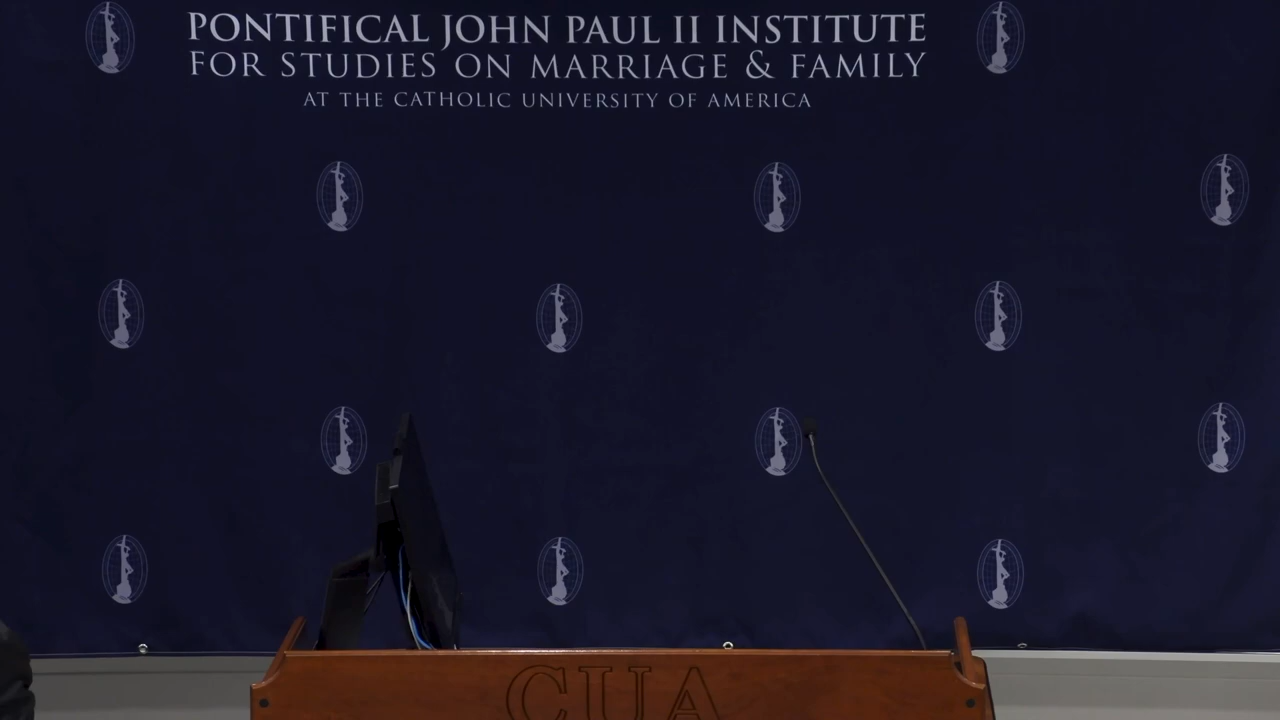 PONTIFICAL JOHN PAUL II INSTITUTE
FOR STUDIES ON MARRIAGE & FAMILY
AT THE CATHOLIC UNIVERSITY OF AMERICA
CUA